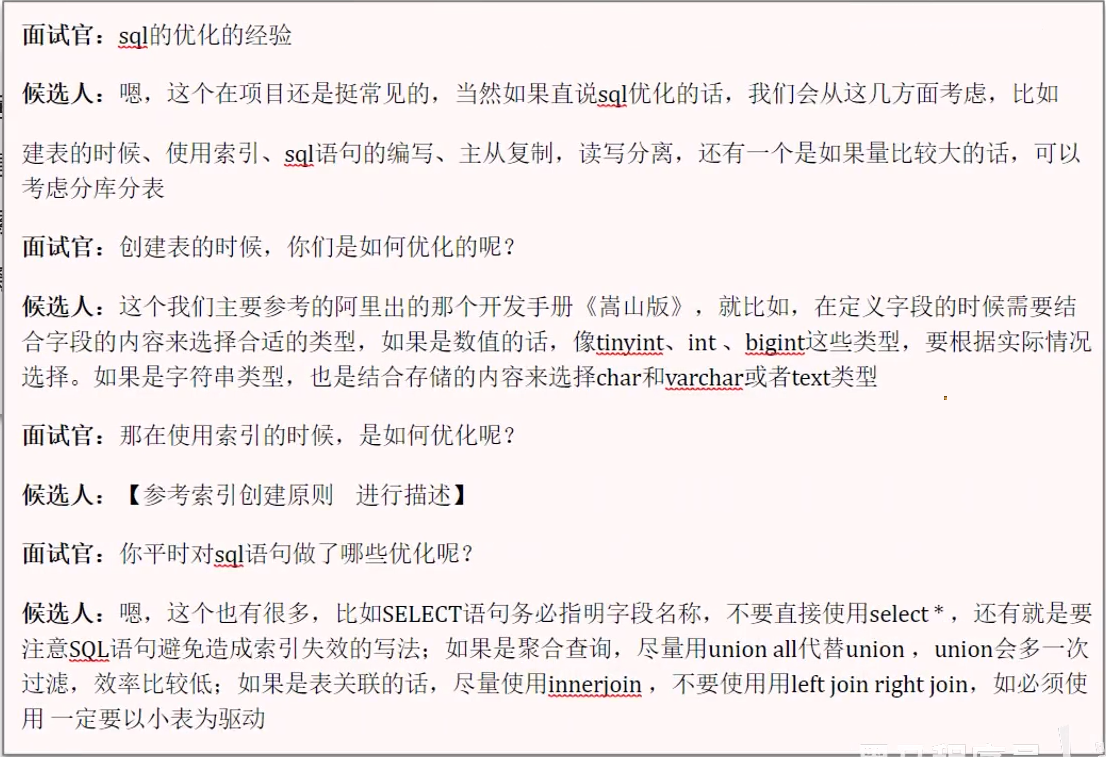 面试官：sql的优化的经验
候选人：嗯，这个在项目还是挺常见的，当然如果直说sql优化的话，我们会从这几方面考虑，比如
建表的时候、使用索引、sql语句的编写、主从复制，读写分离，还有一个是如果量比较大的话，可以
考虑分库分表
面试官：创建表的时候，你们是如何优化的呢？
候选人：这个我们主要参考的阿里出的那个开发手册《嵩山版》，就比如，在定义字段的时候需要结
合字段的内容来选择合适的类型，如果是数值的话，像tinyint、int 、bigint这些类型，要根据实际情况
选择。如果是字符串类型，也是结合存储的内容来选择char和varchar或者text类型
面试官：那在使用索引的时候，是如何优化呢？
候选人：【参考索引创建原则 进行描述】
面试官：你平时对sql语句做了哪些优化呢？
候选人：嗯，这个也有很多，比如SELECT语句务必指明字段名称，不要直接使用select * ，还有就是要
注意SQL语句避免造成索引失效的写法；如果是聚合查询，尽量用union all代替union ，union会多一次
过滤，效率比较低；如果是表关联的话，尽量使用innerjoin ，不要使用用left join right join，如必须使
用 一定要以小表为驱动